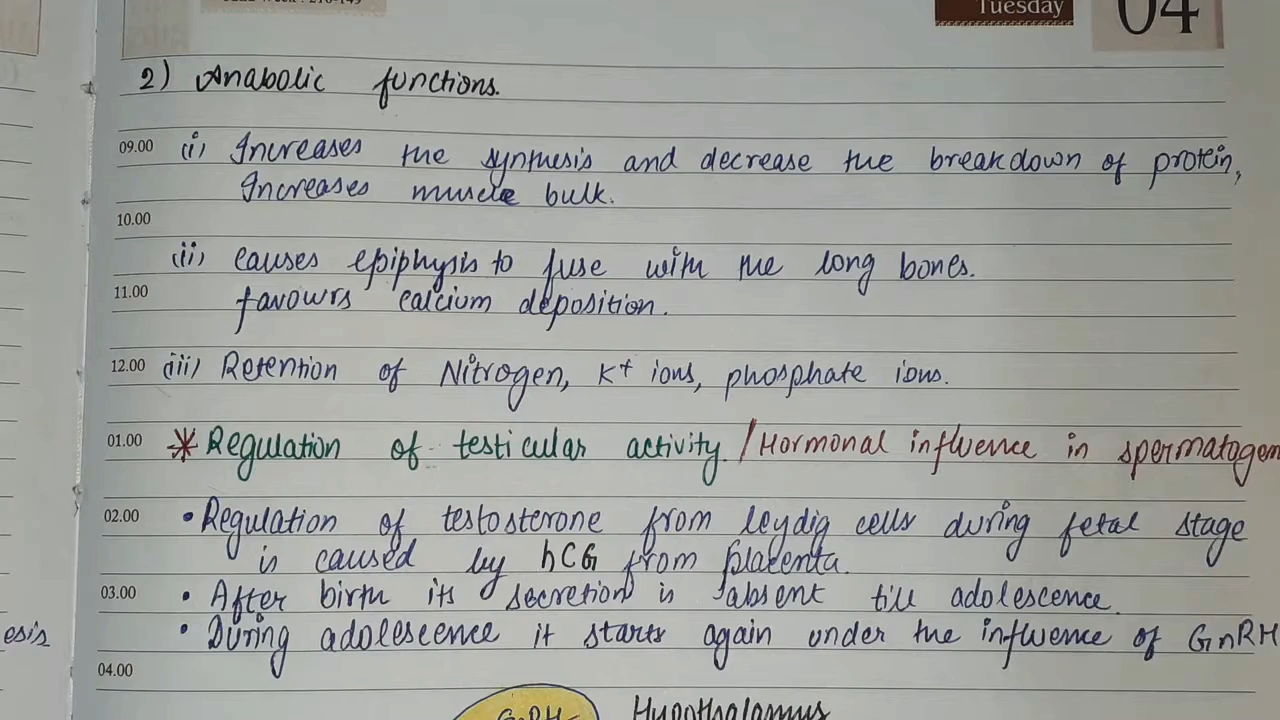 Tuesday
04
2) Anabolic functions.
09.00 (i) Increases the synthesis and decrease the breakdown of protein,
Increases muscle bulk.
10.00
(ii) causes epiphysis to fuse with the long bones.
11.00
favours calcium deposition.
12.00 (iii) Retention of Nitrogen, K+ ions, phosphate ions.
01.00 * Regulation of testicular activity. / Hormonal influence in spermatogen
02.00 • Regulation of testosterone from leydig cells during fetal stage
is caused by hCG from placenta.
03.00 • After birth its secretion is absent till adolescence.
esis
• During adolescence it starts again under the influence of GnRH
04.00
GnRH
Hypothalamus